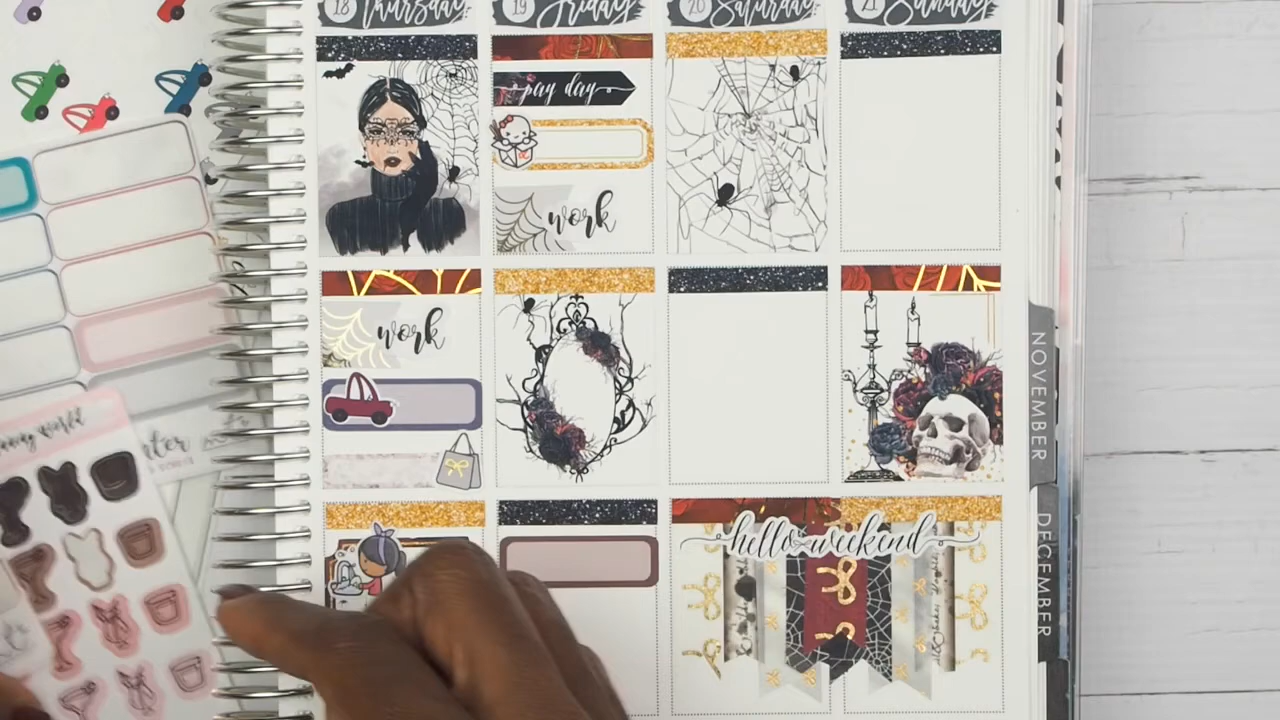 18 Thursday
19 Friday
20 Saturday
21 Sunday
pay day
work
work
hello weekend
NOVEMBER
DECEMBER